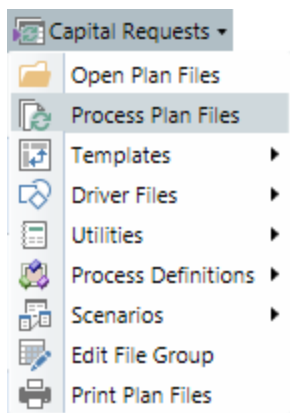 Capital Requests
Open Plan Files
Process Plan Files
Templates
Driver Files
Utilities
Process Definitions
Scenarios
Edit File Group
Print Plan Files